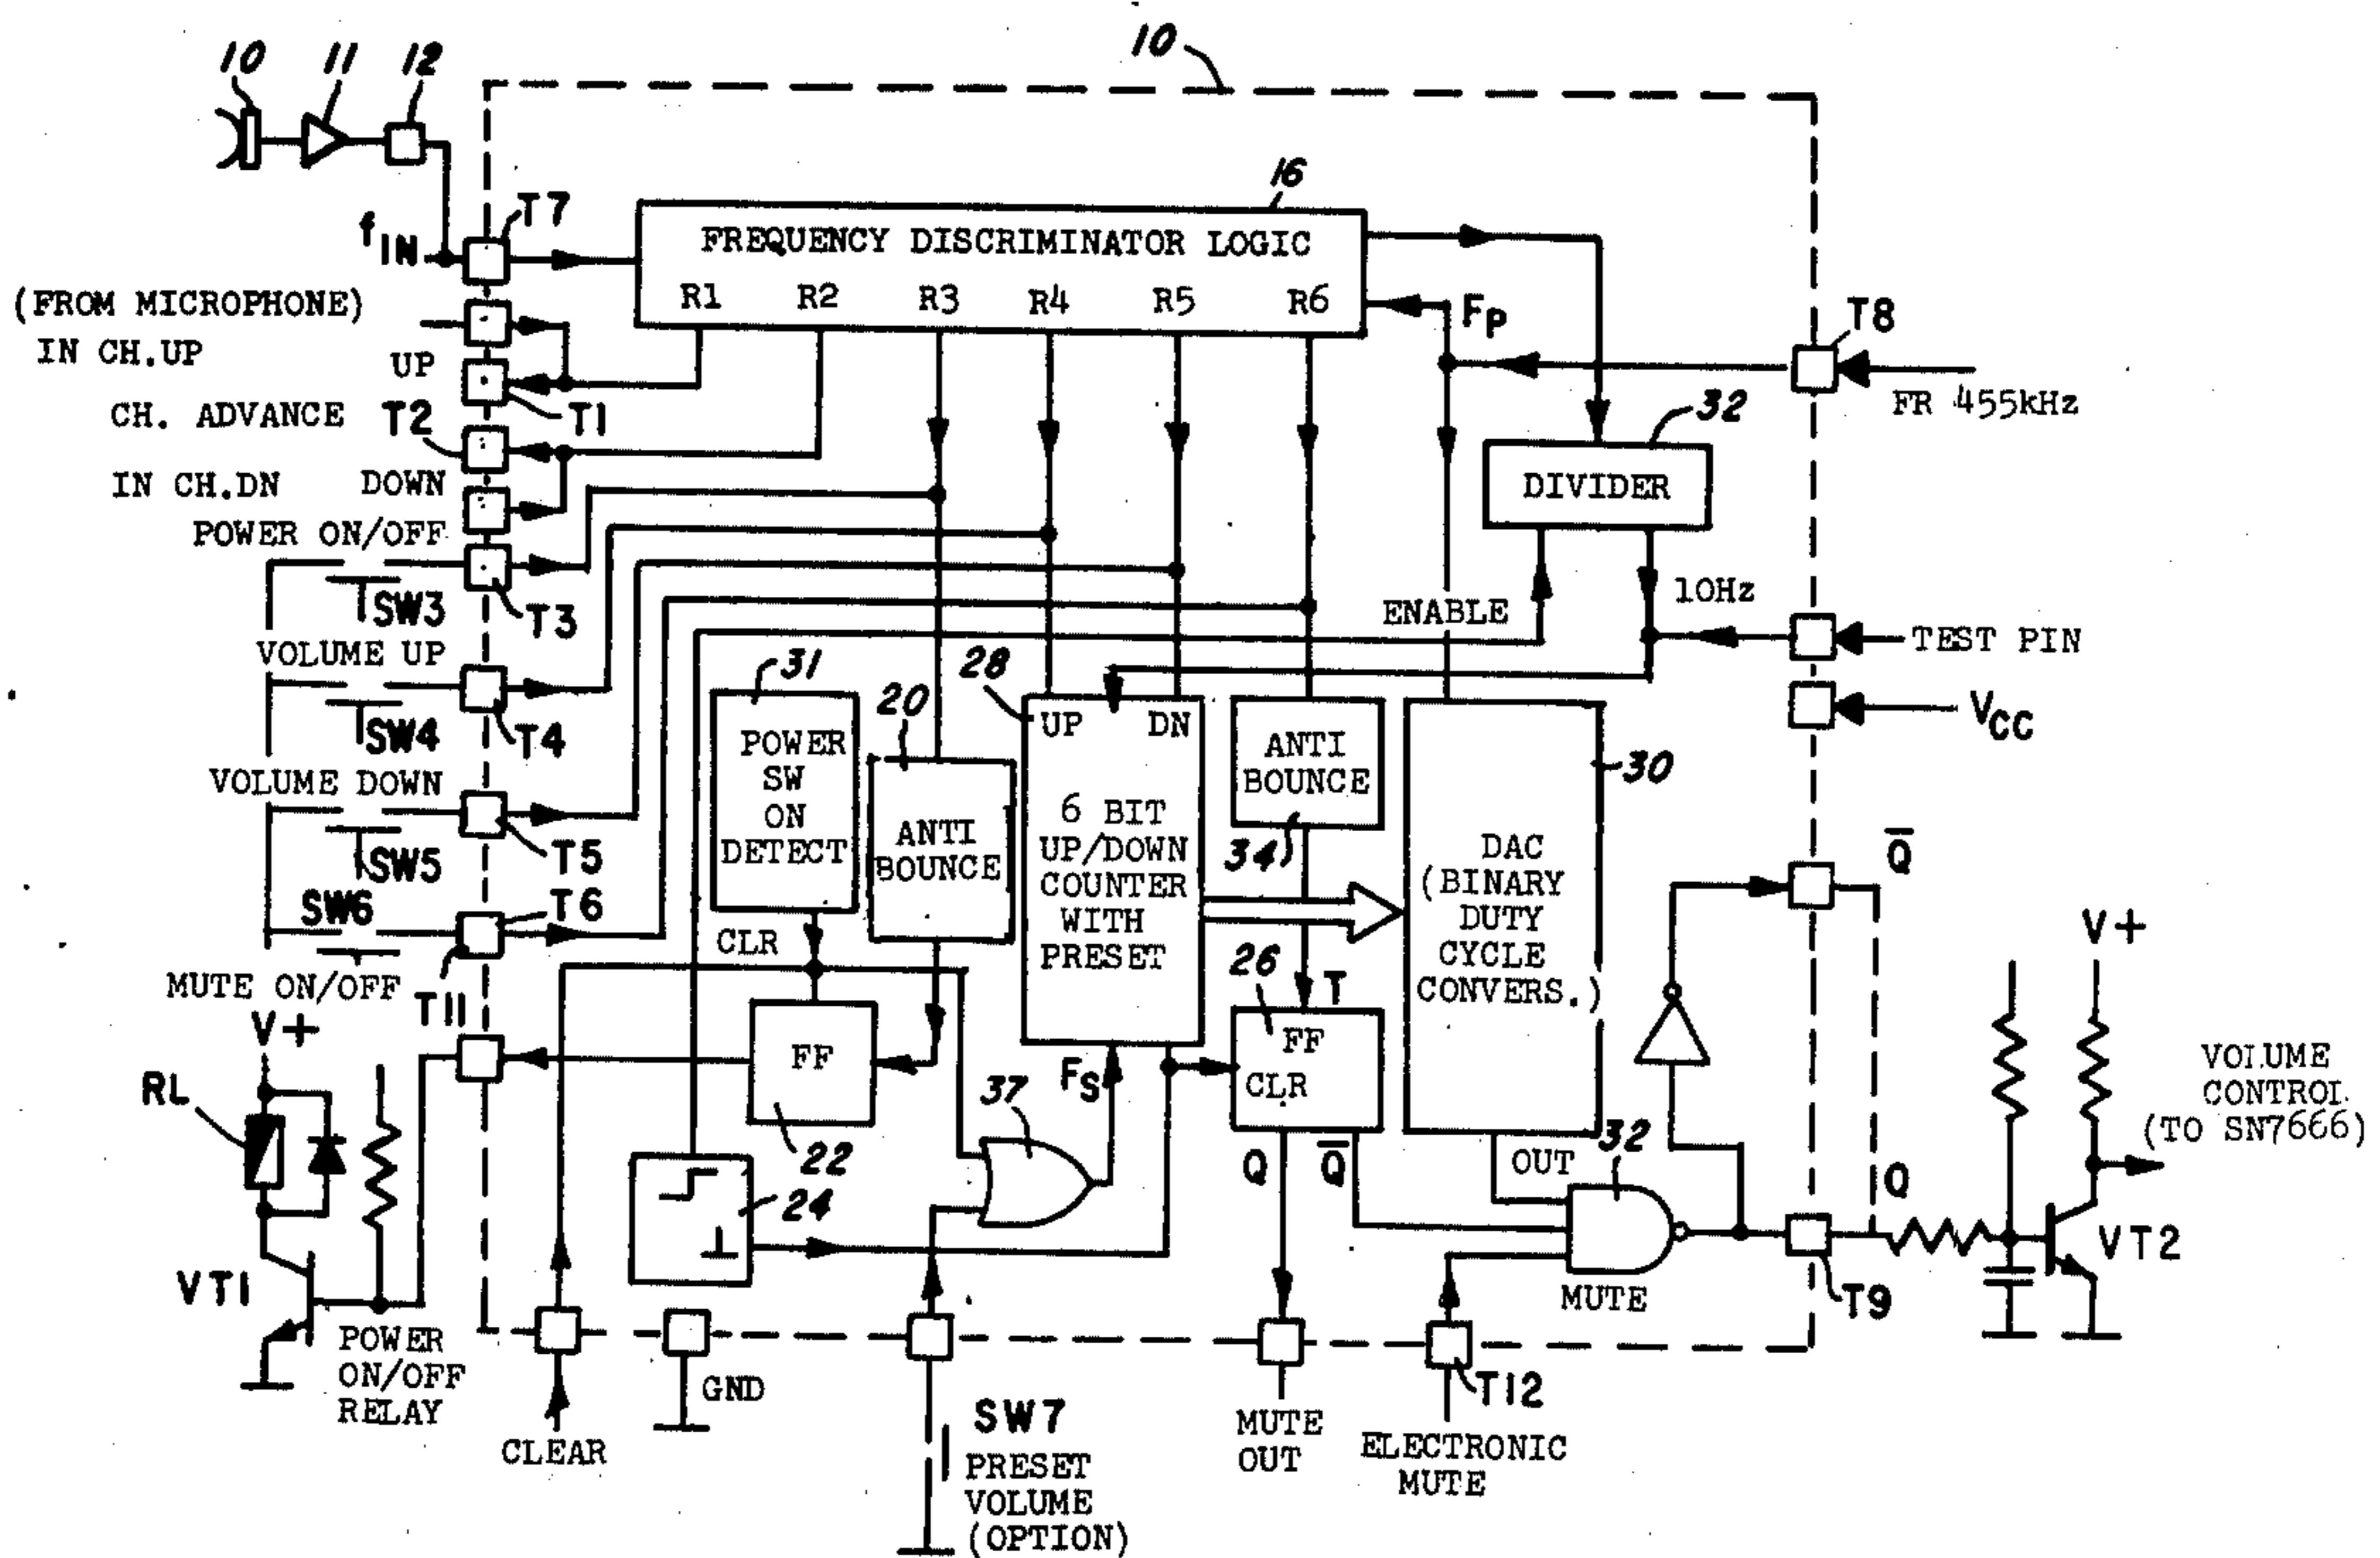 10
11
12
10
16
T7
fIN
FREQUENCY DISCRIMINATOR LOGIC
R1 R2 R3 R4 R5 R6
FP
(FROM MICROPHONE)
IN CH.UP
UP
T1
CH. ADVANCE
T2
IN CH.DN
DOWN
POWER ON/OFF
SW3
T3
VOLUME UP
SW4
T4
VOLUME DOWN
SW5
T5
SW6
T6
MUTE ON/OFF
T11
T8
FR 455kHz
32
DIVIDER
10Hz
ENABLE
TEST PIN
VCC
31
POWER
SW
ON
DETECT
20
ANTI
BOUNCE
28
UP DN
6 BIT
UP/DOWN
COUNTER
WITH
PRESET
ANTI
BOUNCE
34
30
DAC
(BINARY
DUTY
CYCLE
CONVERS.)
CLR
FF
22
24
37
FS
26
T
FF
CLR
Q
Q̅
OUT
32
MUTE
Q̅
Q
T9
V+
VT2
VOLUME
CONTROL
(TO SN7666)
V+
RL
VT1
POWER
ON/OFF
RELAY
CLEAR
GND
SW7
PRESET
VOLUME
(OPTION)
MUTE
OUT
T12
ELECTRONIC
MUTE